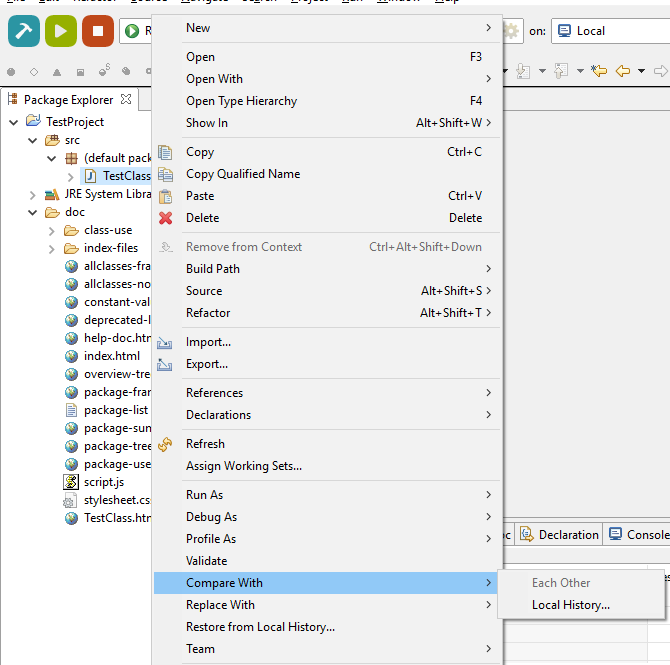 on: Local
Package Explorer
TestProject
src
(default pack
TestClass
JRE System Libra
doc
class-use
index-files
allclasses-fra
allclasses-no
constant-val
deprecated-l
help-doc.htm
index.html
overview-tre
package-fran
package-list
package-sun
package-tree
package-use
script.js
stylesheet.cs
TestClass.htn
New
Open F3
Open With
Open Type Hierarchy F4
Show In Alt+Shift+W
Copy Ctrl+C
Copy Qualified Name
Paste Ctrl+V
Delete Delete
Remove from Context Ctrl+Alt+Shift+Down
Build Path
Source Alt+Shift+S
Refactor Alt+Shift+T
Import...
Export...
References
Declarations
Refresh
Assign Working Sets...
Run As
Debug As
Profile As
Validate
Compare With
Replace With
Restore from Local History...
Team
Each Other
Local History...
Declaration
Console